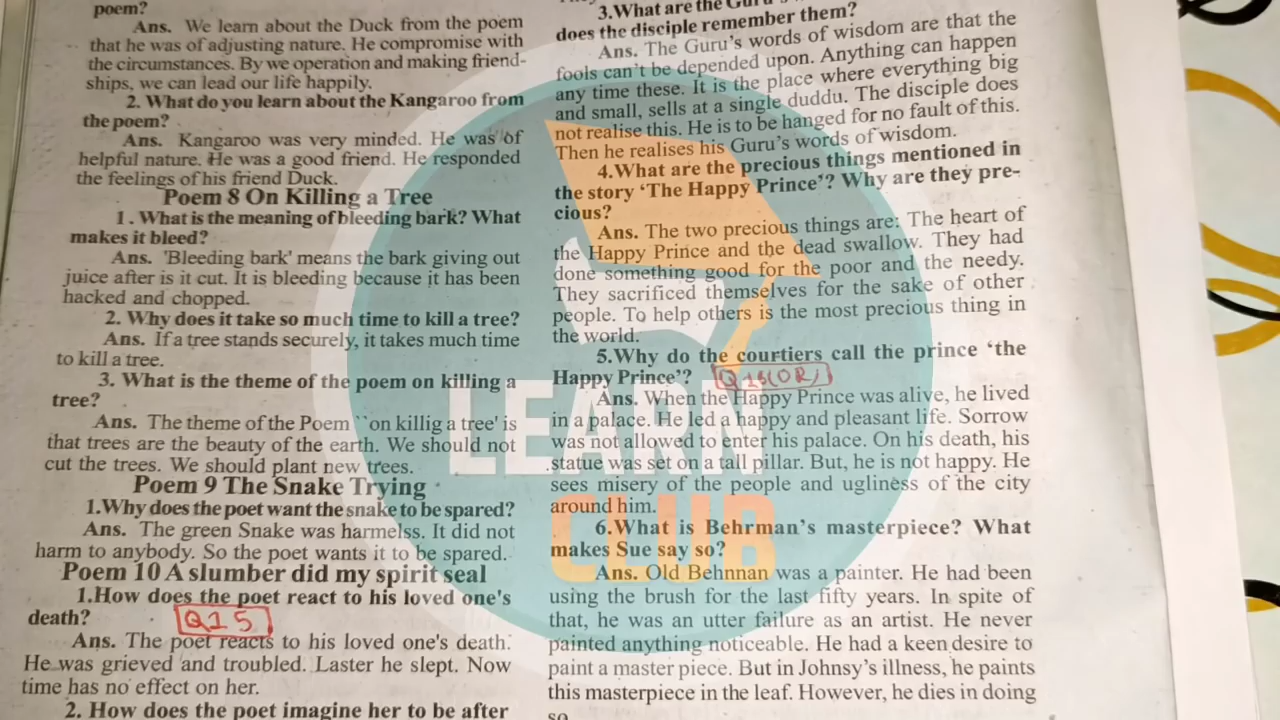 poem?
Ans. We learn about the Duck from the poem
that he was of adjusting nature. He compromise with
the circumstances. By we operation and making friend-
ships, we can lead our life happily.
2. What do you learn about the Kangaroo from
the poem?
Ans. Kangaroo was very minded. He was of
helpful nature. He was a good friend. He responded
the feelings of his friend Duck.
Poem 8 On Killing a Tree
1. What is the meaning of bleeding bark? What
makes it bleed?
Ans. 'Bleeding bark' means the bark giving out
juice after is it cut. It is bleeding because it has been
hacked and chopped.
2. Why does it take so much time to kill a tree?
Ans. If a tree stands securely, it takes much time
to kill a tree.
3. What is the theme of the poem on killing a
tree?
Ans. The theme of the Poem ``on killig a tree' is
that trees are the beauty of the earth. We should not
cut the trees. We should plant new trees.
Poem 9 The Snake Trying
1.Why does the poet want the snake to be spared?
Ans. The green Snake was harmelss. It did not
harm to anybody. So the poet wants it to be spared.
Poem 10 A slumber did my spirit seal
1.How does the poet react to his loved one's
death?
Q15
Ans. The poet reacts to his loved one's death.
He was grieved and troubled. Laster he slept. Now
time has no effect on her.
2. How does the poet imagine her to be after
3.What are the Guru's
does the disciple remember them?
Ans. The Guru's words of wisdom are that the
fools can't be depended upon. Anything can happen
any time these. It is the place where everything big
and small, sells at a single duddu. The disciple does
not realise this. He is to be hanged for no fault of this.
Then he realises his Guru's words of wisdom.
4.What are the precious things mentioned in
the story 'The Happy Prince'? Why are they pre-
cious?
Ans. The two precious things are: The heart of
the Happy Prince and the dead swallow. They had
done something good for the poor and the needy.
They sacrificed themselves for the sake of other
people. To help others is the most precious thing in
the world.
5.Why do the courtiers call the prince 'the
Happy Prince'?
Q15(OR)
Ans. When the Happy Prince was alive, he lived
in a palace. He led a happy and pleasant life. Sorrow
was not allowed to enter his palace. On his death, his
statue was set on a tall pillar. But, he is not happy. He
sees misery of the people and ugliness of the city
around him.
6.What is Behrman's masterpiece? What
makes Sue say so?
Ans. Old Behnnan was a painter. He had been
using the brush for the last fifty years. In spite of
that, he was an utter failure as an artist. He never
painted anything noticeable. He had a keen desire to
paint a master piece. But in Johnsy's illness, he paints
this masterpiece in the leaf. However, he dies in doing
so
LEARN
CLUB